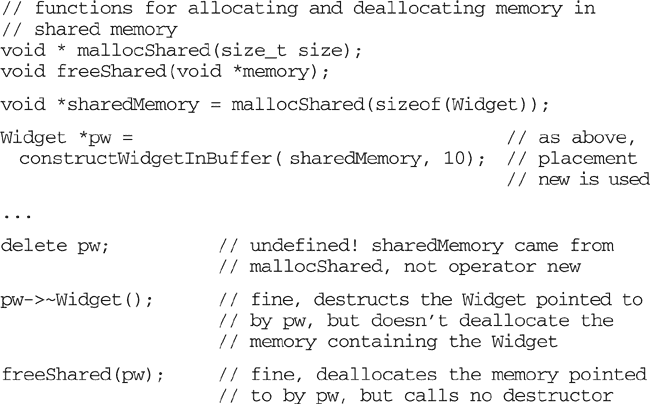 // functions for allocating and deallocating memory in
// shared memory
void * mallocShared(size_t size);
void freeShared(void *memory);
void *sharedMemory = mallocShared(sizeof(Widget));
Widget *pw = // as above,
constructWidgetInBuffer( sharedMemory, 10); // placement
// new is used
...
delete pw; // undefined! sharedMemory came from
// mallocShared, not operator new
pw->~Widget(); // fine, destructs the Widget pointed to
// by pw, but doesn’t deallocate the
// memory containing the Widget
freeShared(pw); // fine, deallocates the memory pointed
// to by pw, but calls no destructor